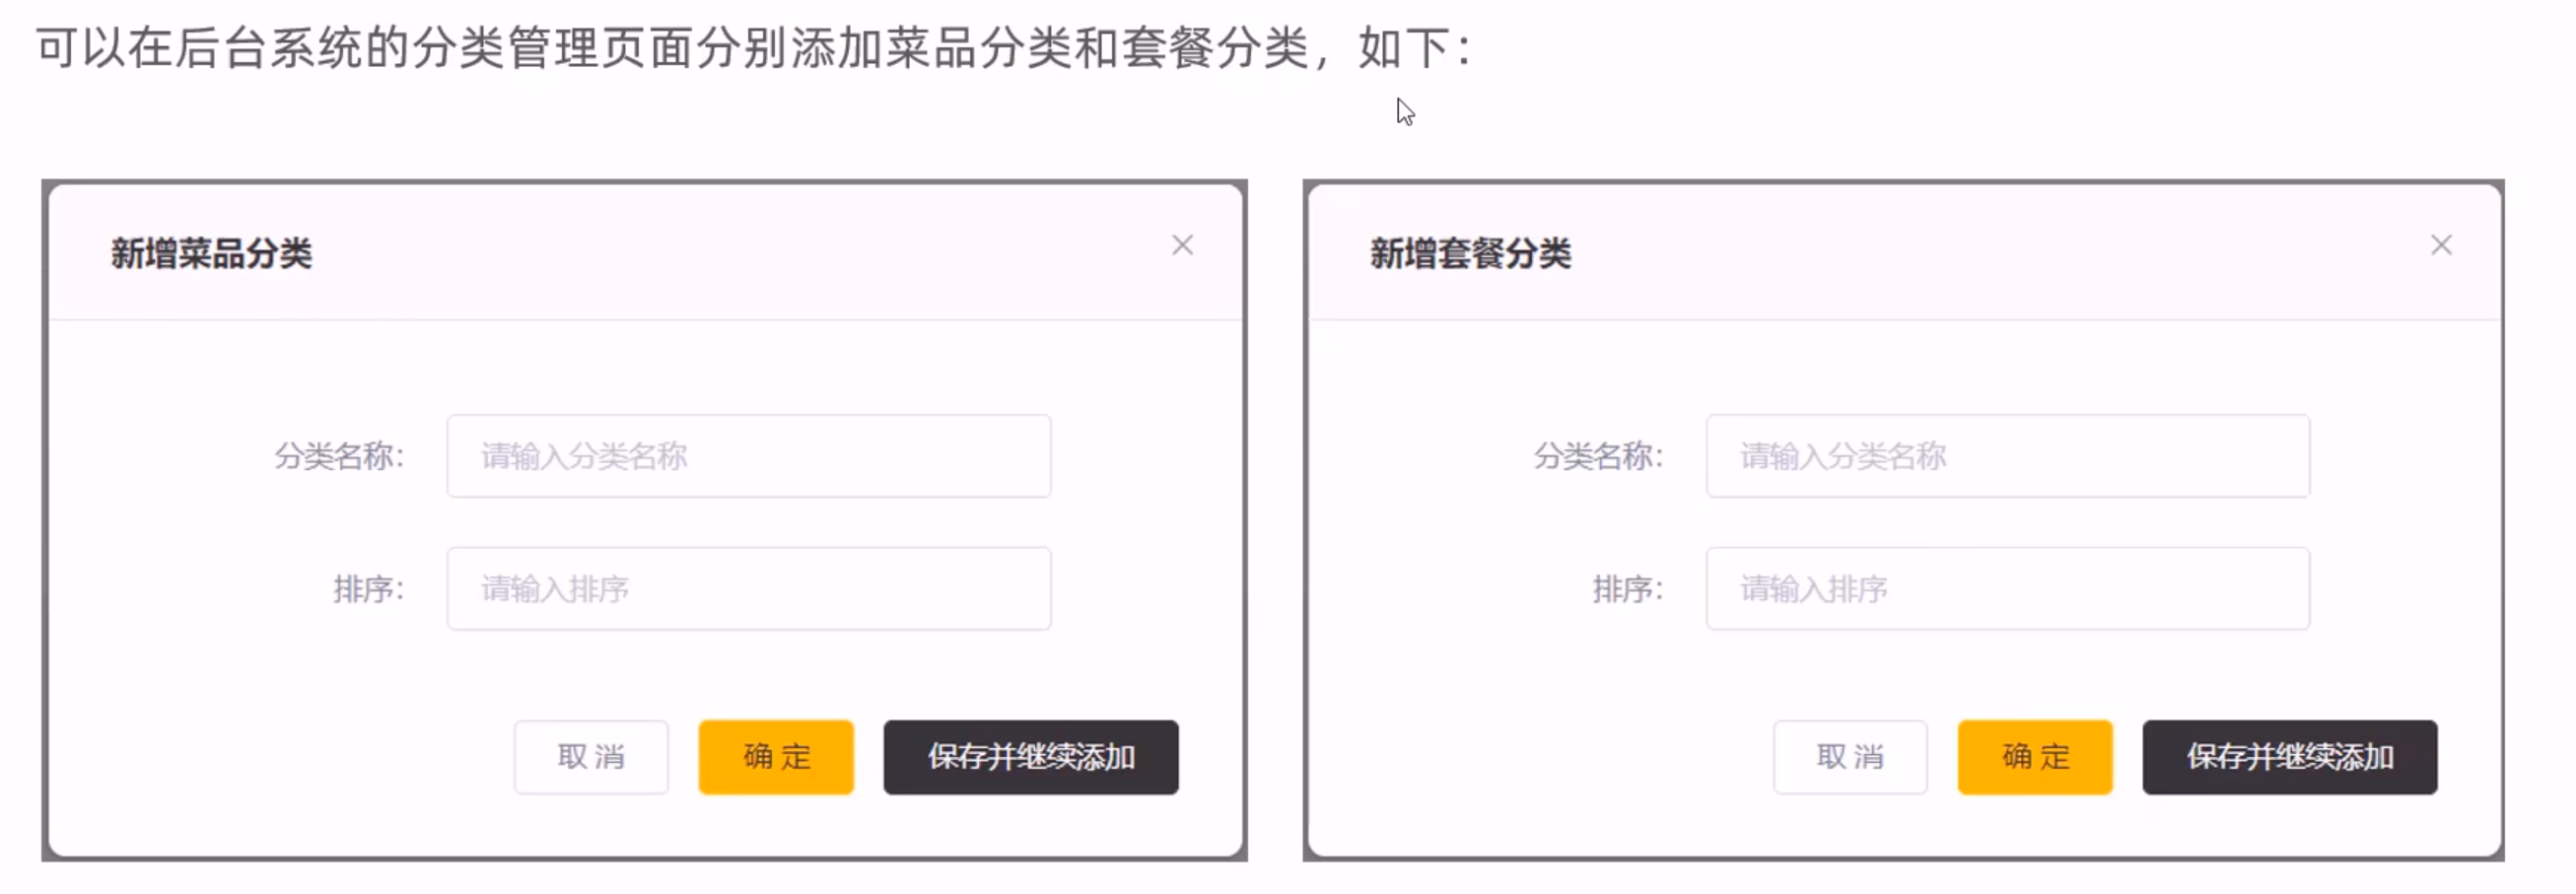 可以在后台系统的分类管理页面分别添加菜品分类和套餐分类，如下：
新增菜品分类
分类名称：
请输入分类名称
排序：
请输入排序
取 消
确 定
保存并继续添加
新增套餐分类
分类名称：
请输入分类名称
排序：
请输入排序
取 消
确 定
保存并继续添加